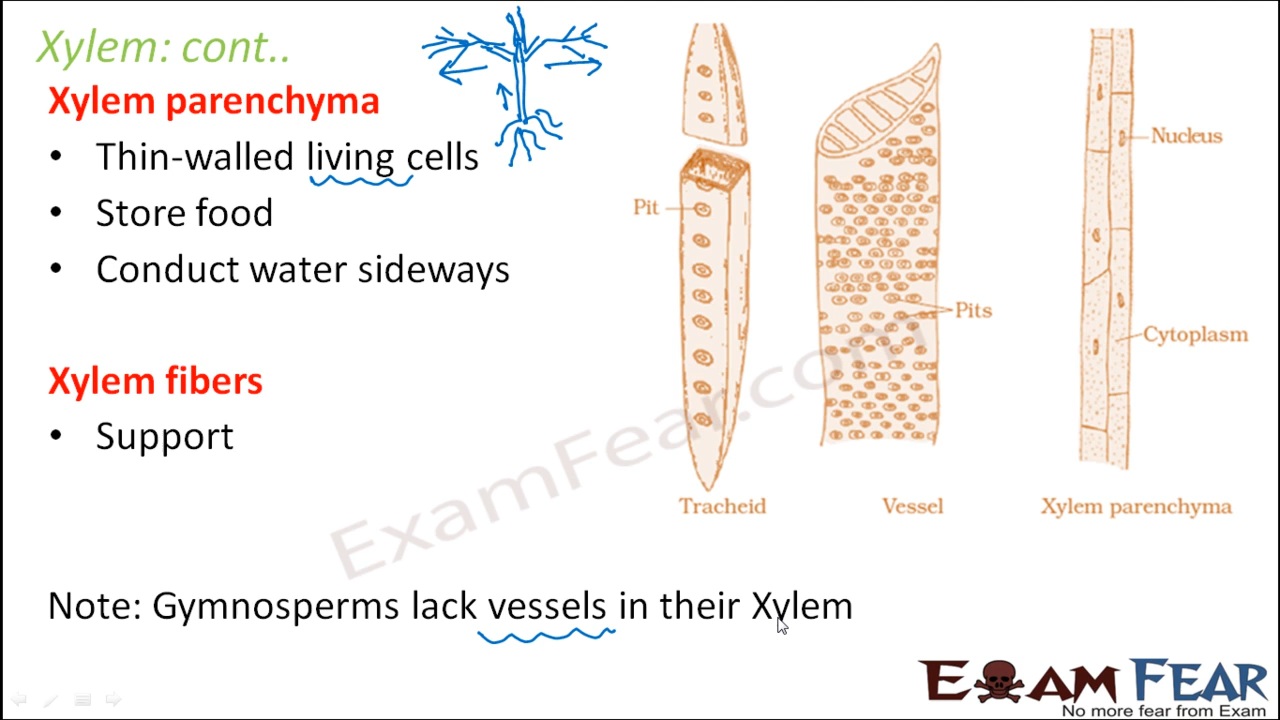 Xylem: cont..
Xylem parenchyma
• Thin-walled living cells
• Store food
• Conduct water sideways
Xylem fibers
• Support
Note: Gymnosperms lack vessels in their Xylem
Pit
Pits
Nucleus
Cytoplasm
Tracheid
Vessel
Xylem parenchyma
ExamFear.com
EXAM FEAR
No more fear from Exam